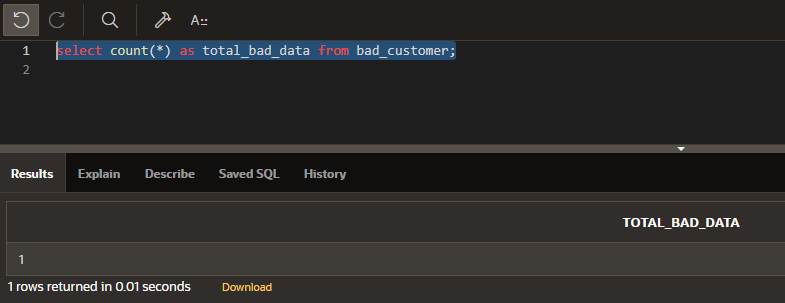 A::
1 select count(*) as total_bad_data from bad_customer;
2
Results Explain Describe Saved SQL History
TOTAL_BAD_DATA
1
1 rows returned in 0.01 seconds Download